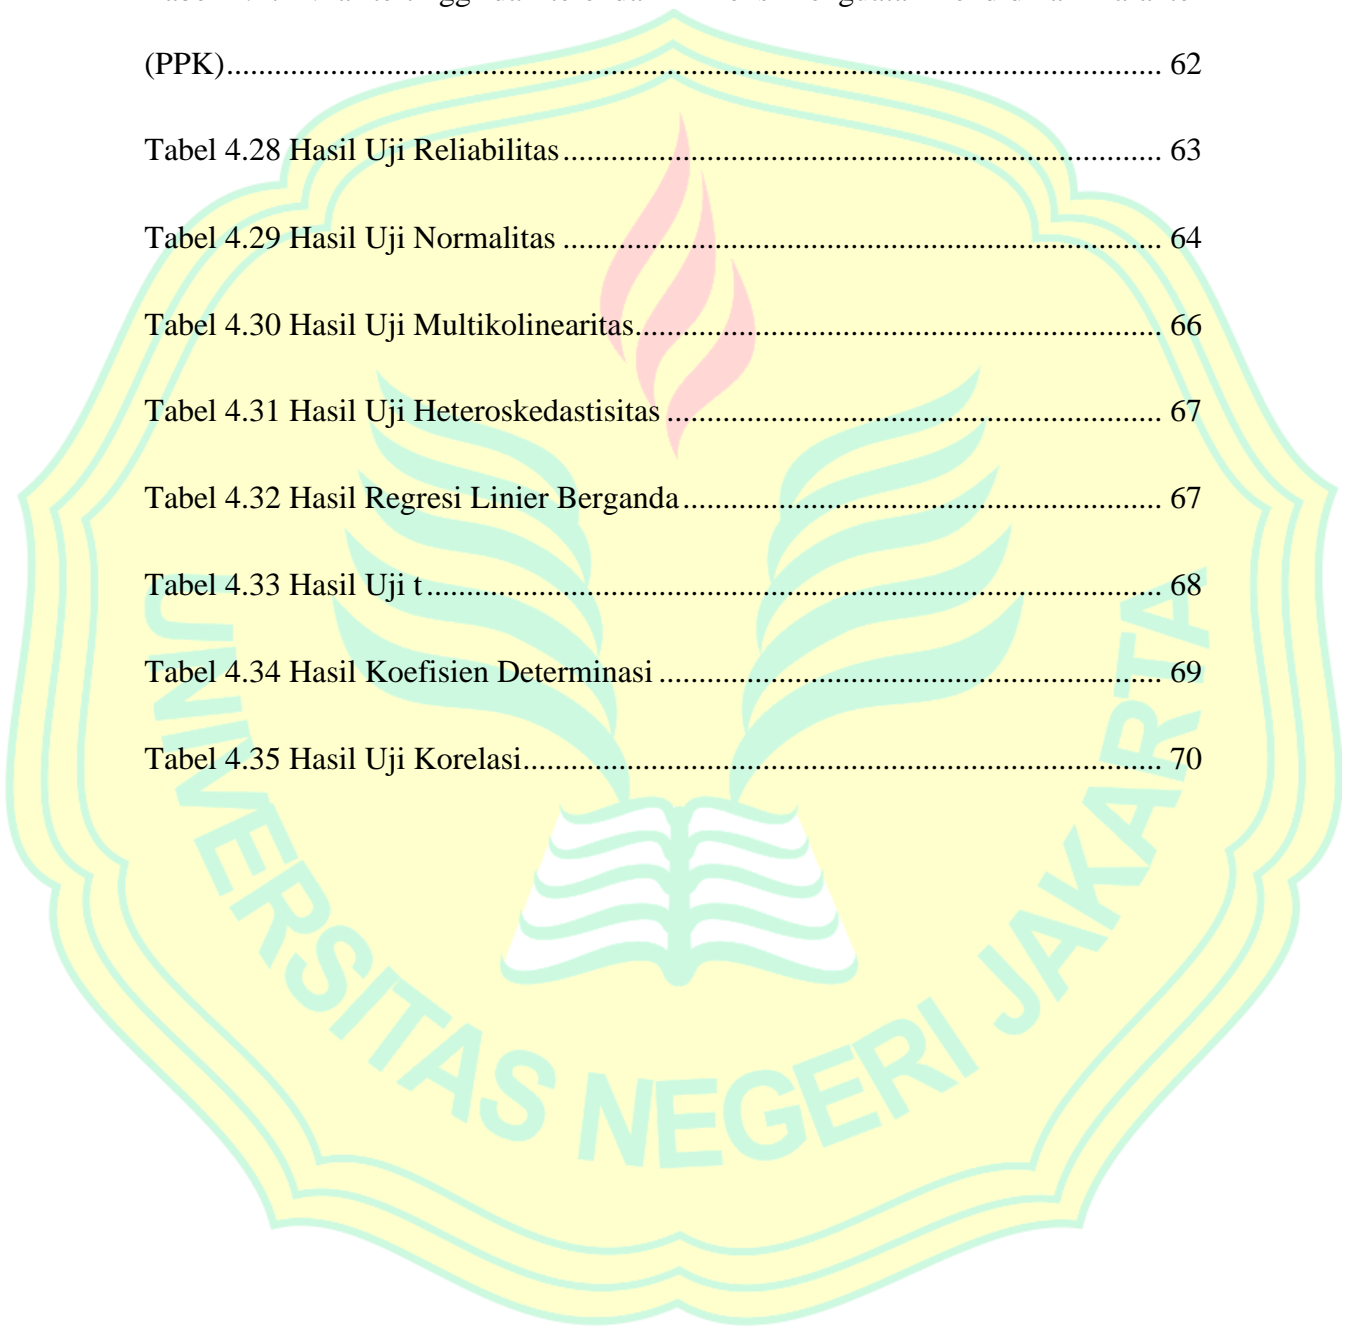 (PPK)........................................................................................................... 62
Tabel 4.28 Hasil Uji Reliabilitas..................................................................... 63
Tabel 4.29 Hasil Uji Normalitas ..................................................................... 64
Tabel 4.30 Hasil Uji Multikolinearitas............................................................. 66
Tabel 4.31 Hasil Uji Heteroskedastisitas ......................................................... 67
Tabel 4.32 Hasil Regresi Linier Berganda....................................................... 67
Tabel 4.33 Hasil Uji t..................................................................................... 68
Tabel 4.34 Hasil Koefisien Determinasi .......................................................... 69
Tabel 4.35 Hasil Uji Korelasi.......................................................................... 70
UNIVERSITAS NEGERI JAKARTA